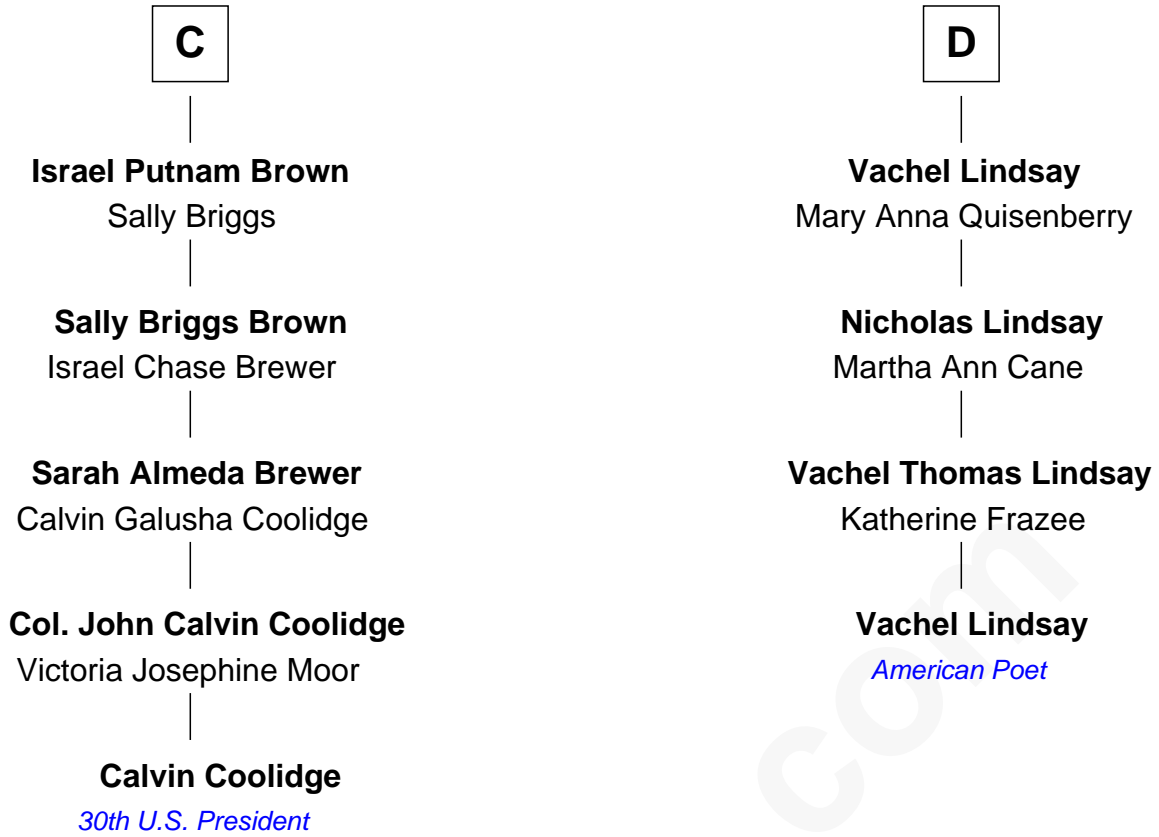 C
Israel Putnam Brown
Sally Briggs
Sally Briggs Brown
Israel Chase Brewer
Sarah Almeda Brewer
Calvin Galusha Coolidge
Col. John Calvin Coolidge
Victoria Josephine Moor
Calvin Coolidge
30th U.S. President
D
Vachel Lindsay
Mary Anna Quisenberry
Nicholas Lindsay
Martha Ann Cane
Vachel Thomas Lindsay
Katherine Frazee
Vachel Lindsay
American Poet
com